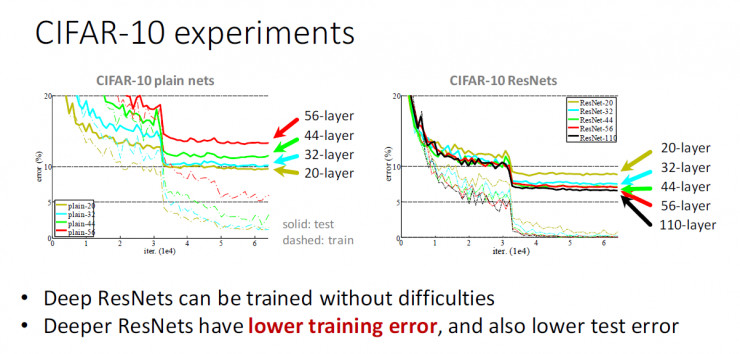 CIFAR-10 experiments
CIFAR-10 plain nets
20
10
5
0
error (%)
0
1
2
3
4
5
6
iter. (1e4)
plain-20
plain-32
plain-44
plain-56
56-layer
44-layer
32-layer
20-layer
solid: test
dashed: train
CIFAR-10 ResNets
20
10
5
0
error (%)
0
1
2
3
4
5
6
iter. (1e4)
ResNet-20
ResNet-32
ResNet-44
ResNet-56
ResNet-110
20-layer
32-layer
44-layer
56-layer
110-layer
• Deep ResNets can be trained without difficulties
• Deeper ResNets have lower training error, and also lower test error